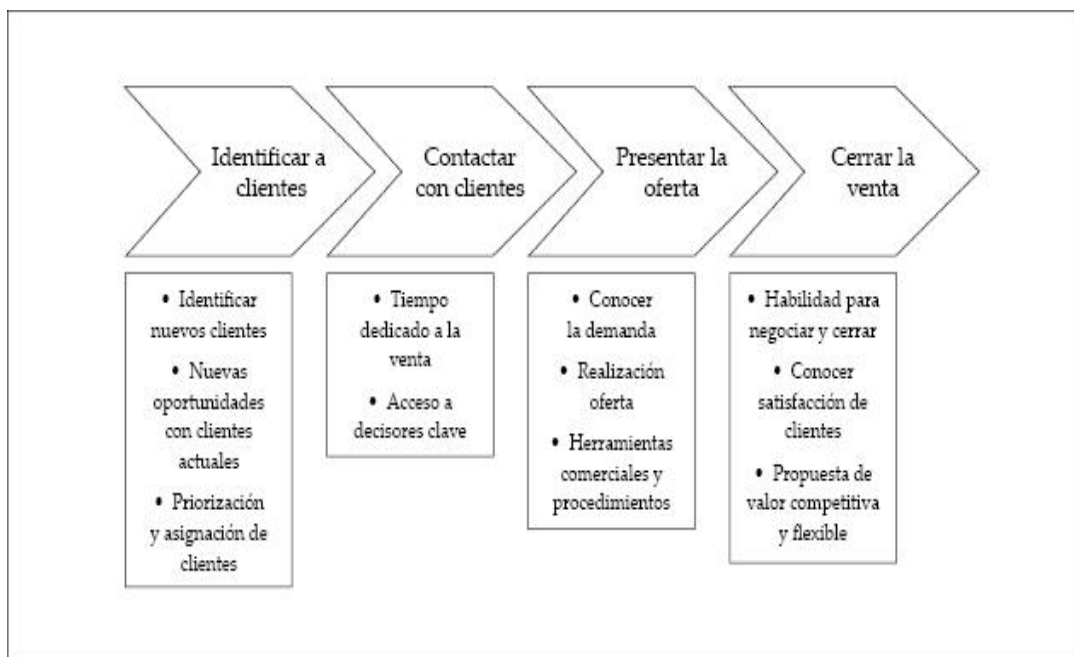 Identificar a
clientes
Contactar
con clientes
Presentar la
oferta
Cerrar la
venta
• Identificar
nuevos clientes
• Nuevas
oportunidades
con clientes
actuales
• Priorización
y asignación de
clientes
• Tiempo
dedicado a la
venta
• Acceso a
decisores clave
• Conocer
la demanda
• Realización
oferta
• Herramientas
comerciales y
procedimientos
• Habilidad para
negociar y cerrar
• Conocer
satisfacción de
clientes
• Propuesta de
valor competitiva
y flexible